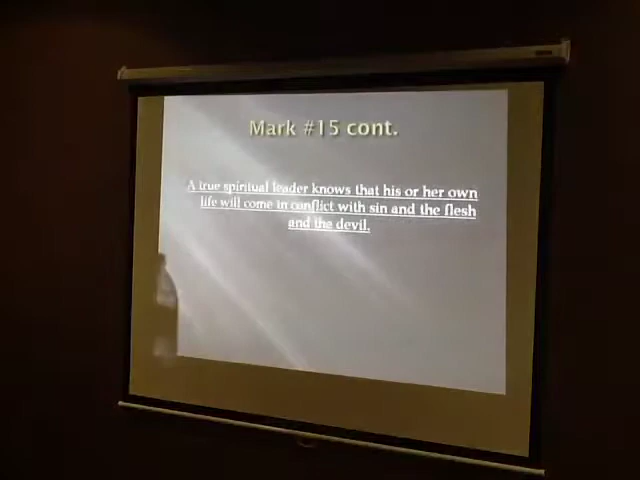 Mark #15 cont.
A true spiritual leader knows that his or her own
life will come in conflict with sin and the flesh
and the devil.